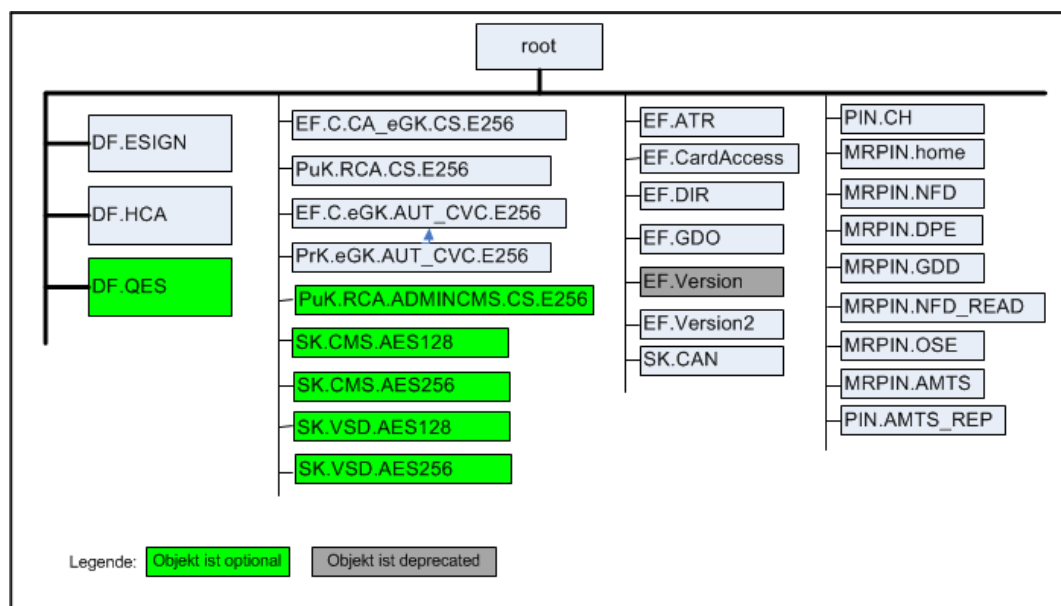 root
DF.ESIGN
DF.HCA
DF.QES
EF.C.CA_eGK.CS.E256
PuK.RCA.CS.E256
EF.C.eGK.AUT_CVC.E256
PrK.eGK.AUT_CVC.E256
PuK.RCA.ADMINCMS.CS.E256
SK.CMS.AES128
SK.CMS.AES256
SK.VSD.AES128
SK.VSD.AES256
EF.ATR
EF.CardAccess
EF.DIR
EF.GDO
EF.Version
EF.Version2
SK.CAN
PIN.CH
MRPIN.home
MRPIN.NFD
MRPIN.DPE
MRPIN.GDD
MRPIN.NFD_READ
MRPIN.OSE
MRPIN.AMTS
PIN.AMTS_REP
Legende: Objekt ist optional Objekt ist deprecated